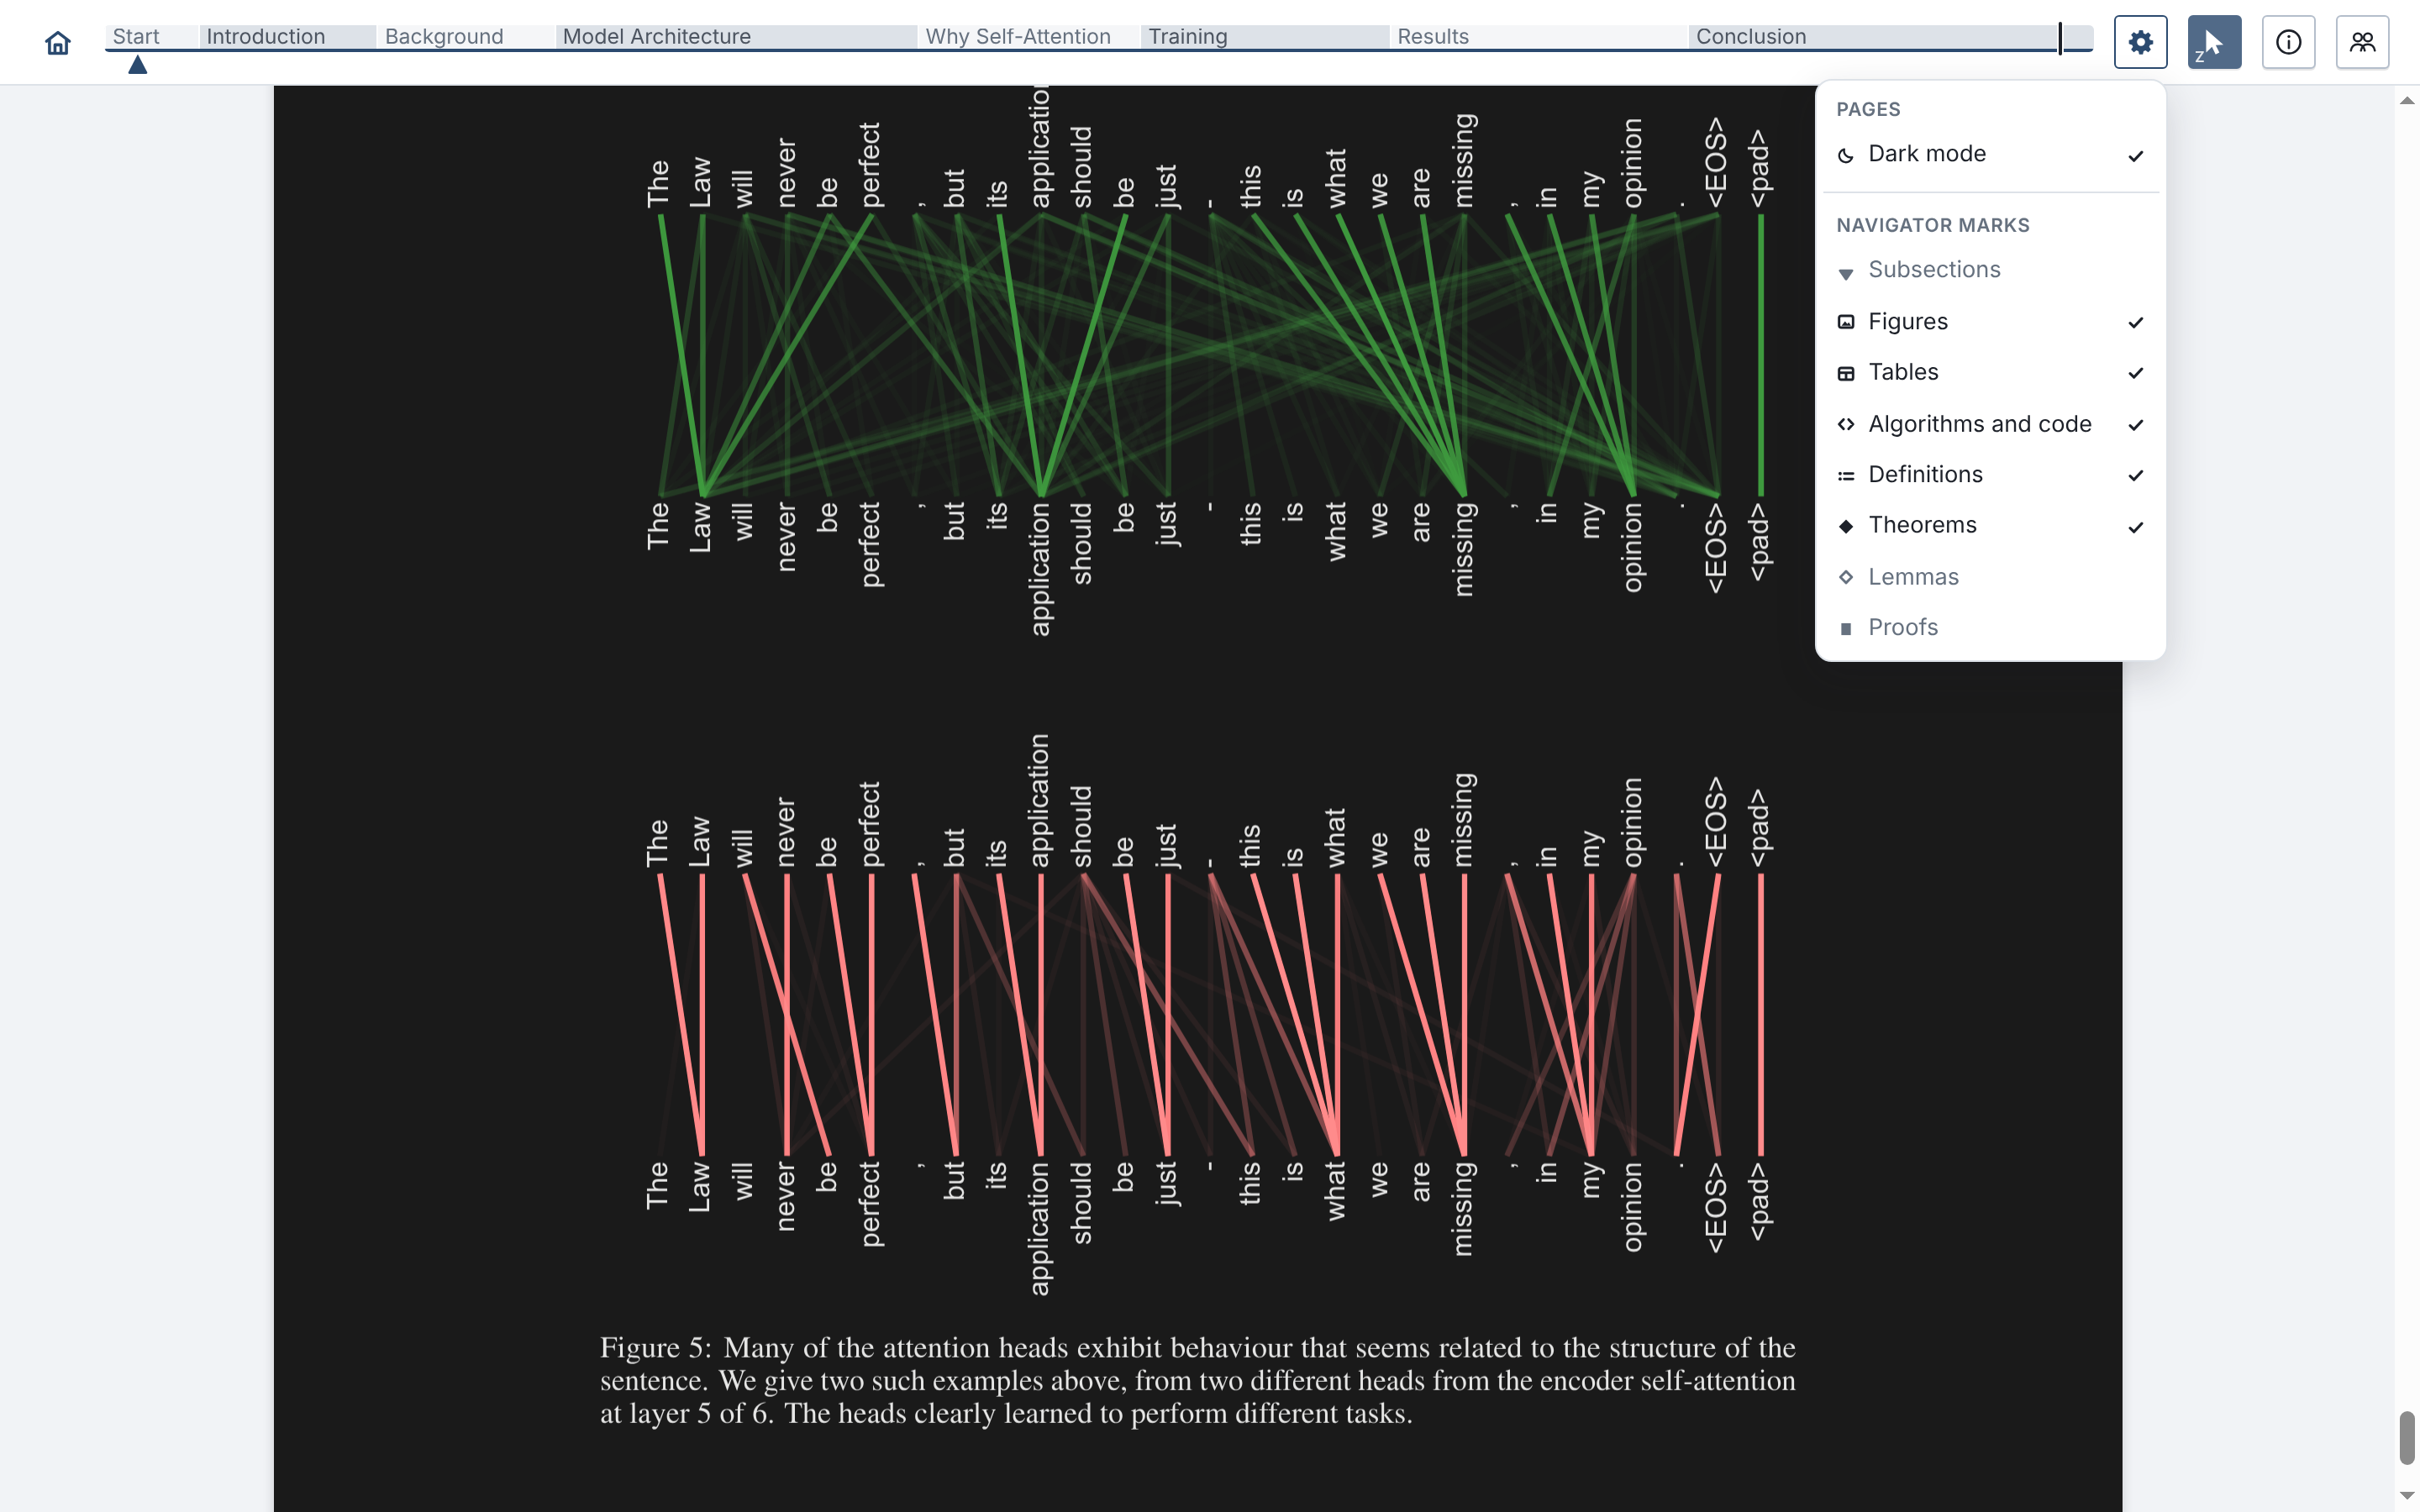 Start Introduction Background Model Architecture Why Self-Attention Training Results Conclusion
z
PAGES
Dark mode
NAVIGATOR MARKS
Subsections
Figures
Tables
Algorithms and code
Definitions
Theorems
Lemmas
Proofs
The Law will never be perfect , but its application should be just - this is what we are missing , in my opinion . <EOS> <pad>
The Law will never be perfect , but its application should be just - this is what we are missing , in my opinion . <EOS> <pad>
The Law will never be perfect , but its application should be just - this is what we are missing , in my opinion . <EOS> <pad>
The Law will never be perfect , but its application should be just - this is what we are missing , in my opinion . <EOS> <pad>
Figure 5: Many of the attention heads exhibit behaviour that seems related to the structure of the
sentence. We give two such examples above, from two different heads from the encoder self-attention
at layer 5 of 6. The heads clearly learned to perform different tasks.